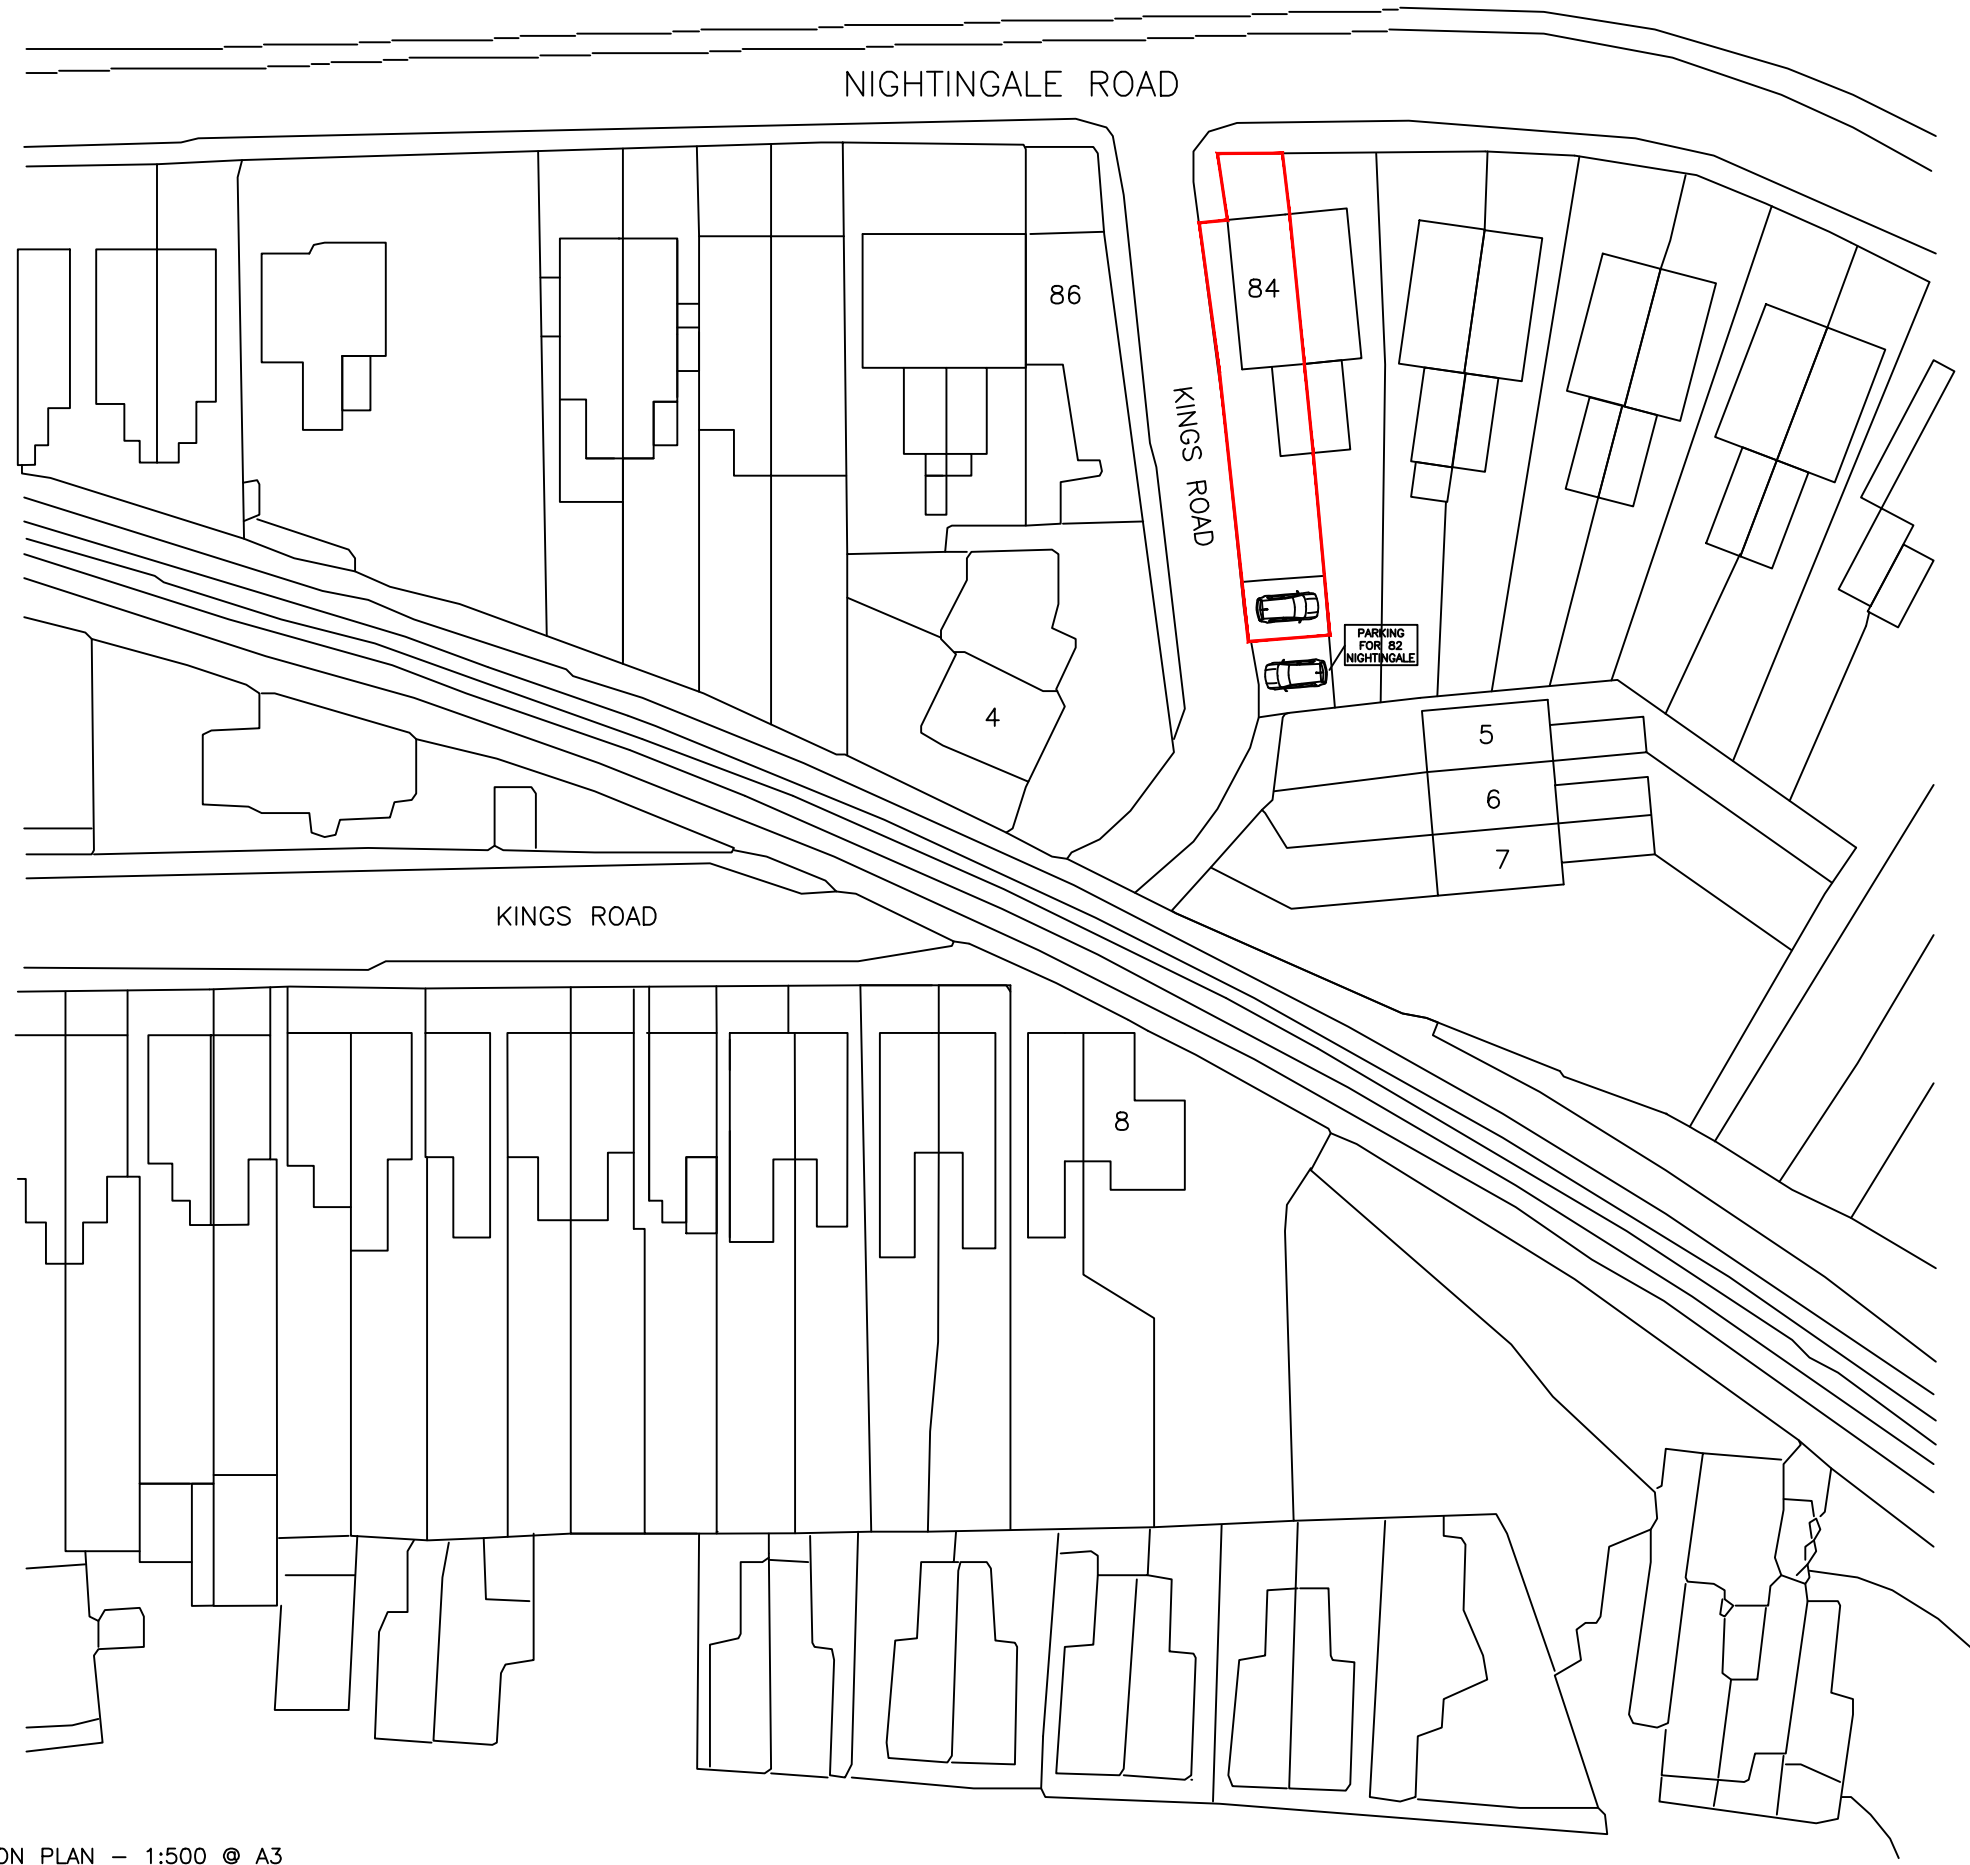 NIGHTINGALE ROAD
86
84
KINGS ROAD
PARKING
FOR 82
NIGHTINGALE
4
5
6
7
KINGS ROAD
8
PLAN – 1:500 @ A3